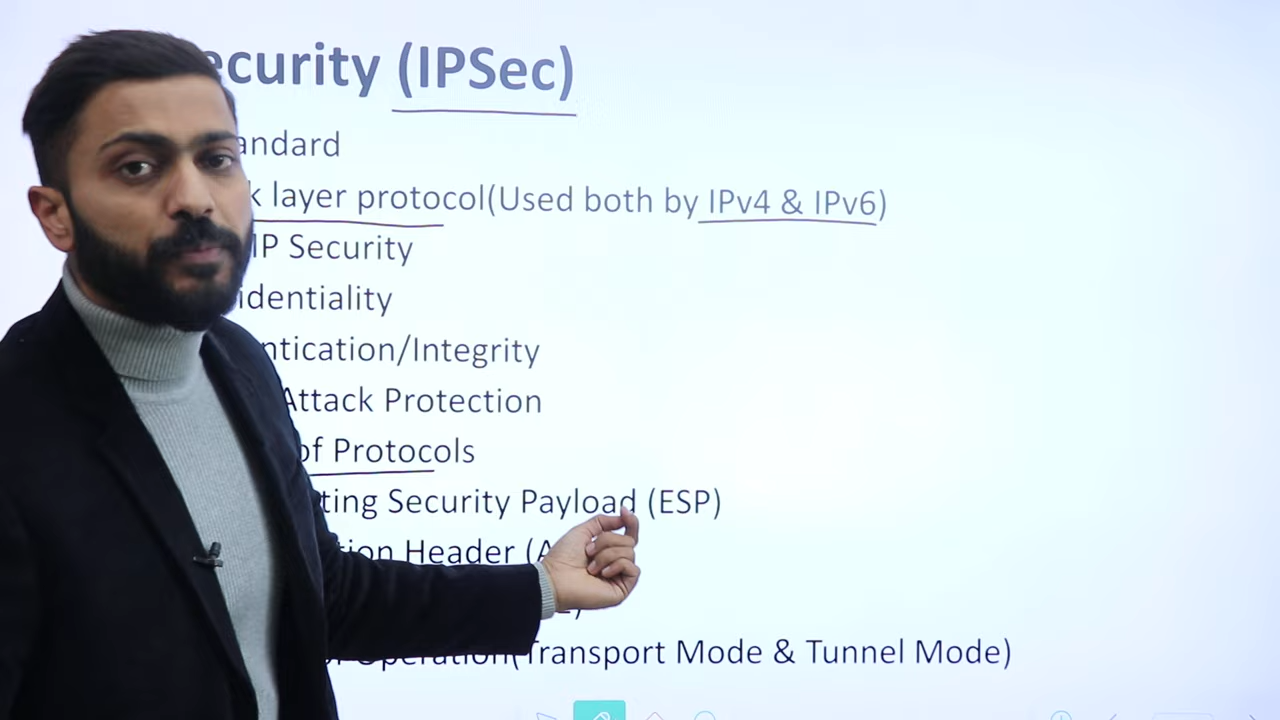 ecurity (IPSec)
andard
k layer protocol(Used both by IPv4 & IPv6)
IP Security
identiality
ntication/Integrity
Attack Protection
of Protocols
ting Security Payload (ESP)
tion Header (A
Operation(Transport Mode & Tunnel Mode)